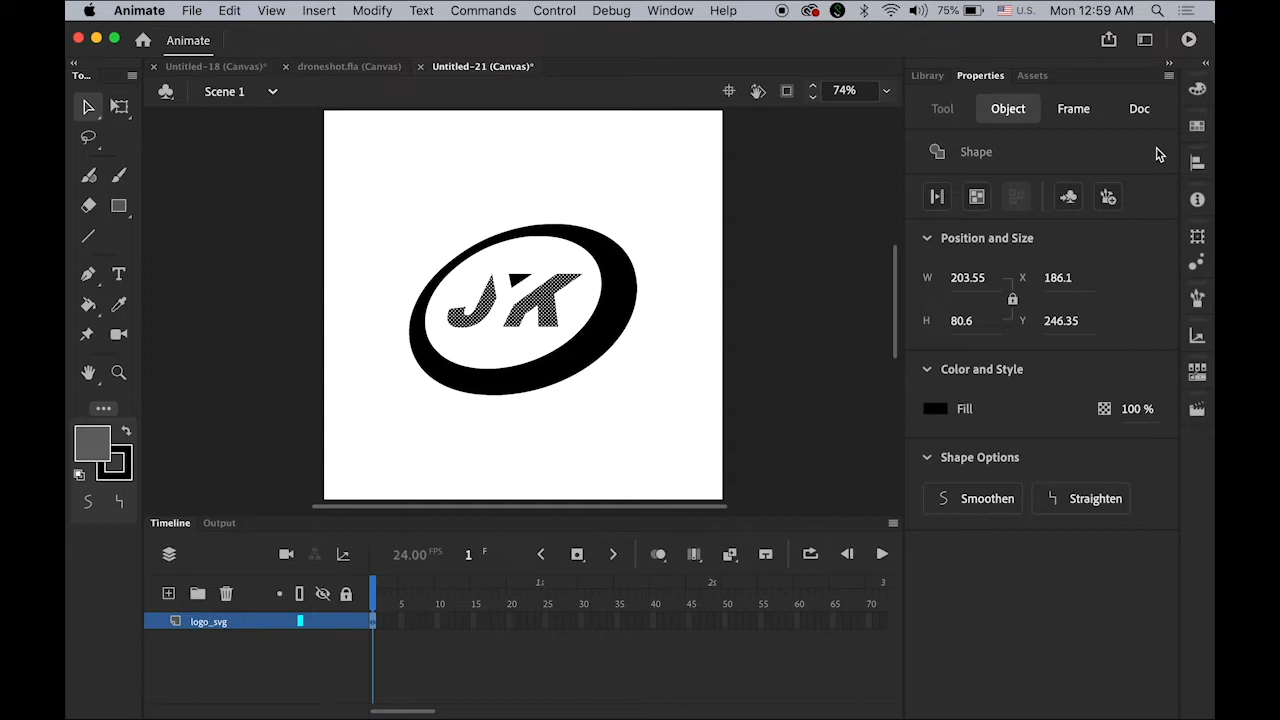 Animate File Edit View Insert Modify Text Commands Control Debug Window Help 75% U.S. Mon 12:59 AM
Animate
To... Untitled-18 (Canvas)* droneshot.fla (Canvas) Untitled-21 (Canvas)* Library Properties Assets
Scene 1 74%
Tool Object Frame Doc
Shape
Position and Size
W 203.55 X 186.1
H 80.6 Y 246.35
Color and Style
Fill 100 %
Shape Options
Smoothen Straighten
JK
Timeline Output
24.00 FPS 1 F
1s 2s 3
5 10 15 20 25 30 35 40 45 50 55 60 65 70
logo_svg